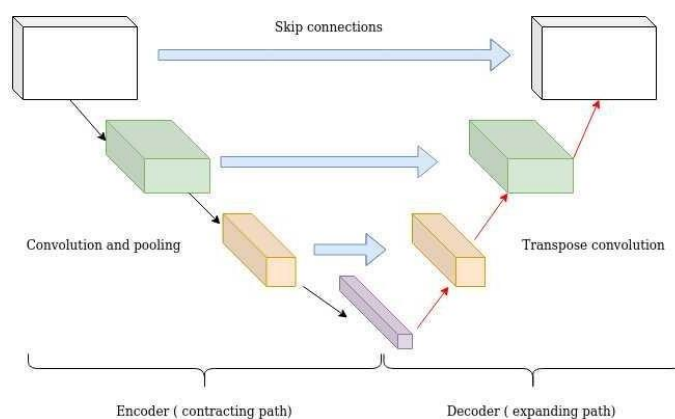 Skip connections
Convolution and pooling
Transpose convolution
Encoder ( contracting path)
Decoder ( expanding path)